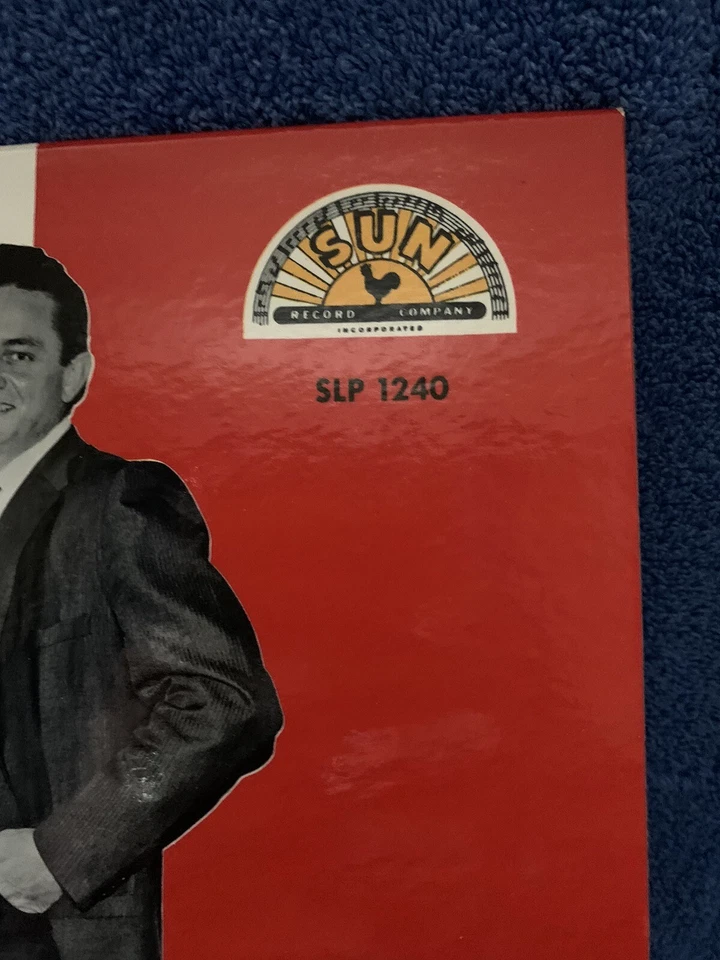 SUN
RECORD COMPANY
INCORPORATED
SLP 1240